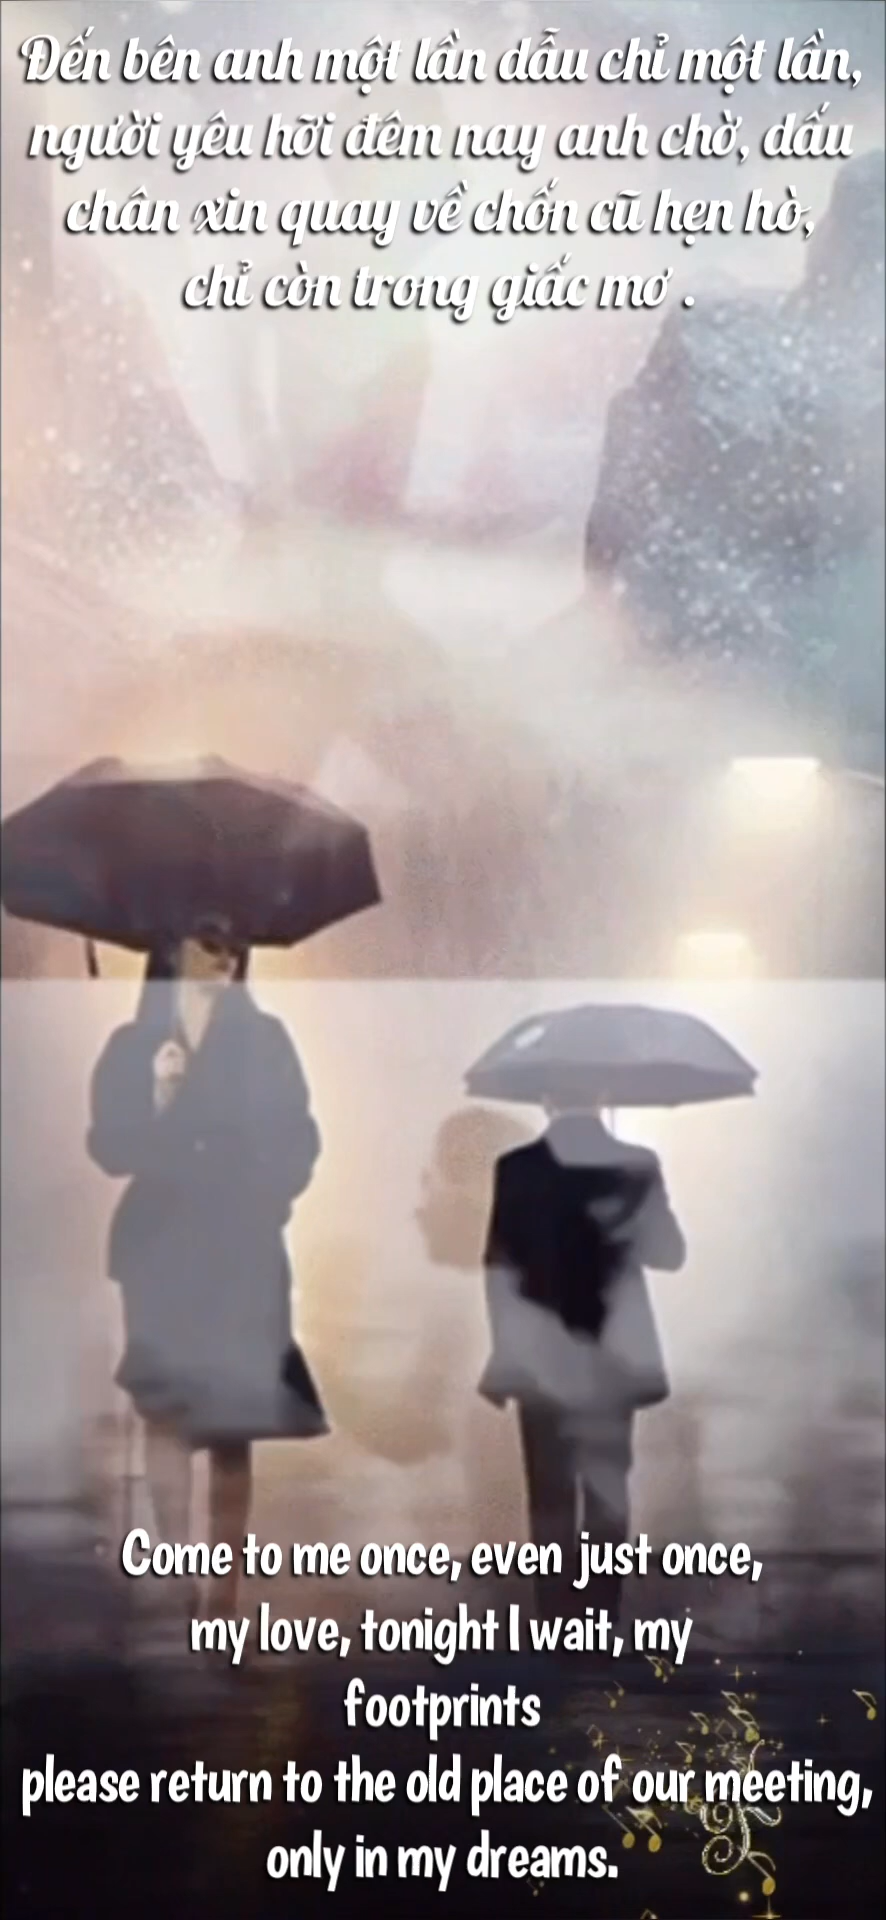 Đến bên anh một lần dẫu chỉ một lần,
người yêu hỡi đêm nay anh chờ, dấu
chân xin quay về chốn cũ hẹn hò,
chỉ còn trong giấc mơ .
Come to me once, even just once,
my love, tonight I wait, my
footprints
please return to the old place of our meeting,
only in my dreams.